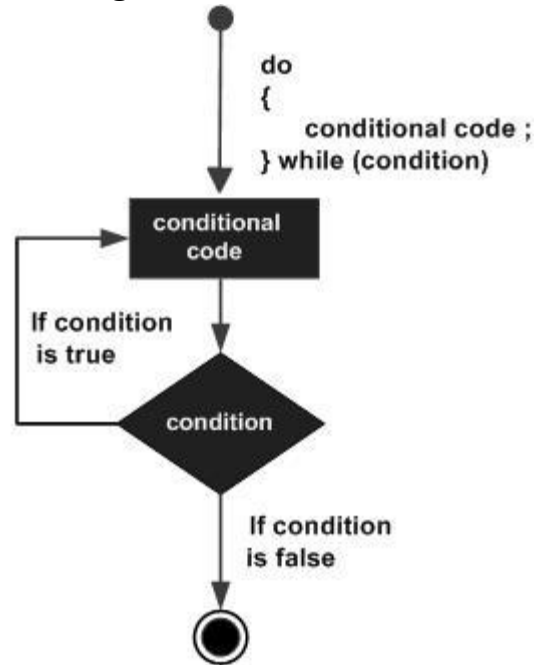 do
{
conditional code ;
} while (condition)
conditional
code
If condition
is true
condition
If condition
is false